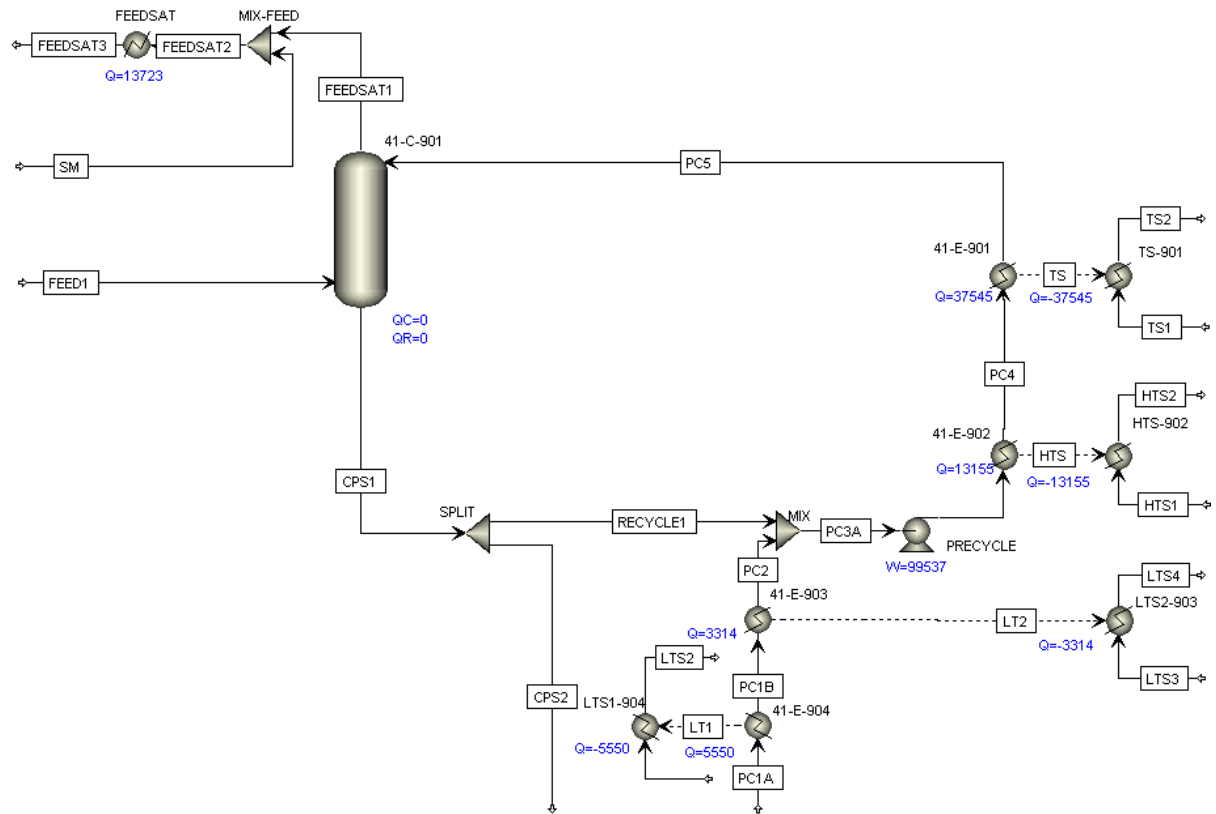 FEEDSAT
MIX-FEED
FEEDSAT3
FEEDSAT2
Q=13723
FEEDSAT1
41-C-901
SM
PC5
FEED1
QC=0
QR=0
41-E-901
TS
Q=37545
Q=-37545
TS2
TS-901
TS1
PC4
41-E-902
HTS
Q=13155
Q=-13155
HTS2
HTS-902
HTS1
CPS1
SPLIT
RECYCLE1
MIX
PC3A
PRECYCLE
W=99537
PC2
41-E-903
Q=3314
LT2
Q=-3314
LTS4
LTS2-903
LTS3
CPS2
LTS2
PC1B
LTS1-904
LT1
41-E-904
Q=-5550
Q=5550
PC1A